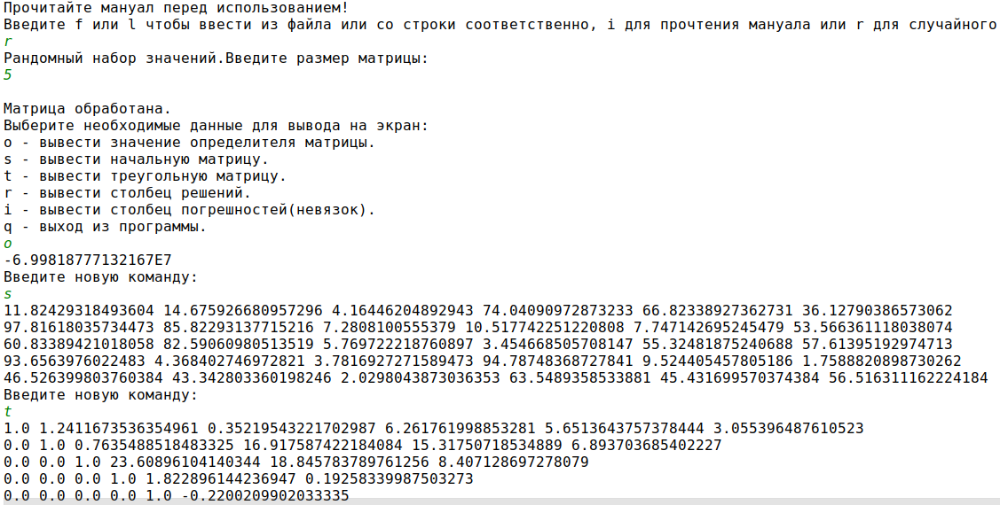 Прочитайте мануал перед использованием!
Введите f или l чтобы ввести из файла или со строки соответственно, i для прочтения мануала или r для случайного
r
Рандомный набор значений.Введите размер матрицы:
5
Матрица обработана.
Выберите необходимые данные для вывода на экран:
o - вывести значение определителя матрицы.
s - вывести начальную матрицу.
t - вывести треугольную матрицу.
r - вывести столбец решений.
i - вывести столбец погрешностей(невязок).
q - выход из программы.
o
-6.99818777132167E7
Введите новую команду:
s
11.82429318493604 14.675926680957296 4.16446204892943 74.04090972873233 66.82338927362731 36.12790386573062
97.81618035734473 85.82293137715216 7.2808100555379 10.517742251220808 7.747142695245479 53.566361118038074
60.83389421018058 82.59060980513519 5.769722218760897 3.454668505708147 55.32481875240688 57.61395192974713
93.6563976022483 4.368402746972821 3.7816927271589473 94.78748368727841 9.524405457805186 1.7588820898730262
46.526399803760384 43.342803360198246 2.0298043873036353 63.5489358533881 45.431699570374384 56.516311162224184
Введите новую команду:
t
1.0 1.2411673536354961 0.35219543221702987 6.261761998853281 5.6513643757378444 3.055396487610523
0.0 1.0 0.7635488518483325 16.917587422184084 15.31750718534889 6.893703685402227
0.0 0.0 1.0 23.60896104140344 18.845783789761256 8.407128697278079
0.0 0.0 0.0 1.0 1.822896144236947 0.19258339987503273
0.0 0.0 0.0 0.0 1.0 -0.2200209902033335